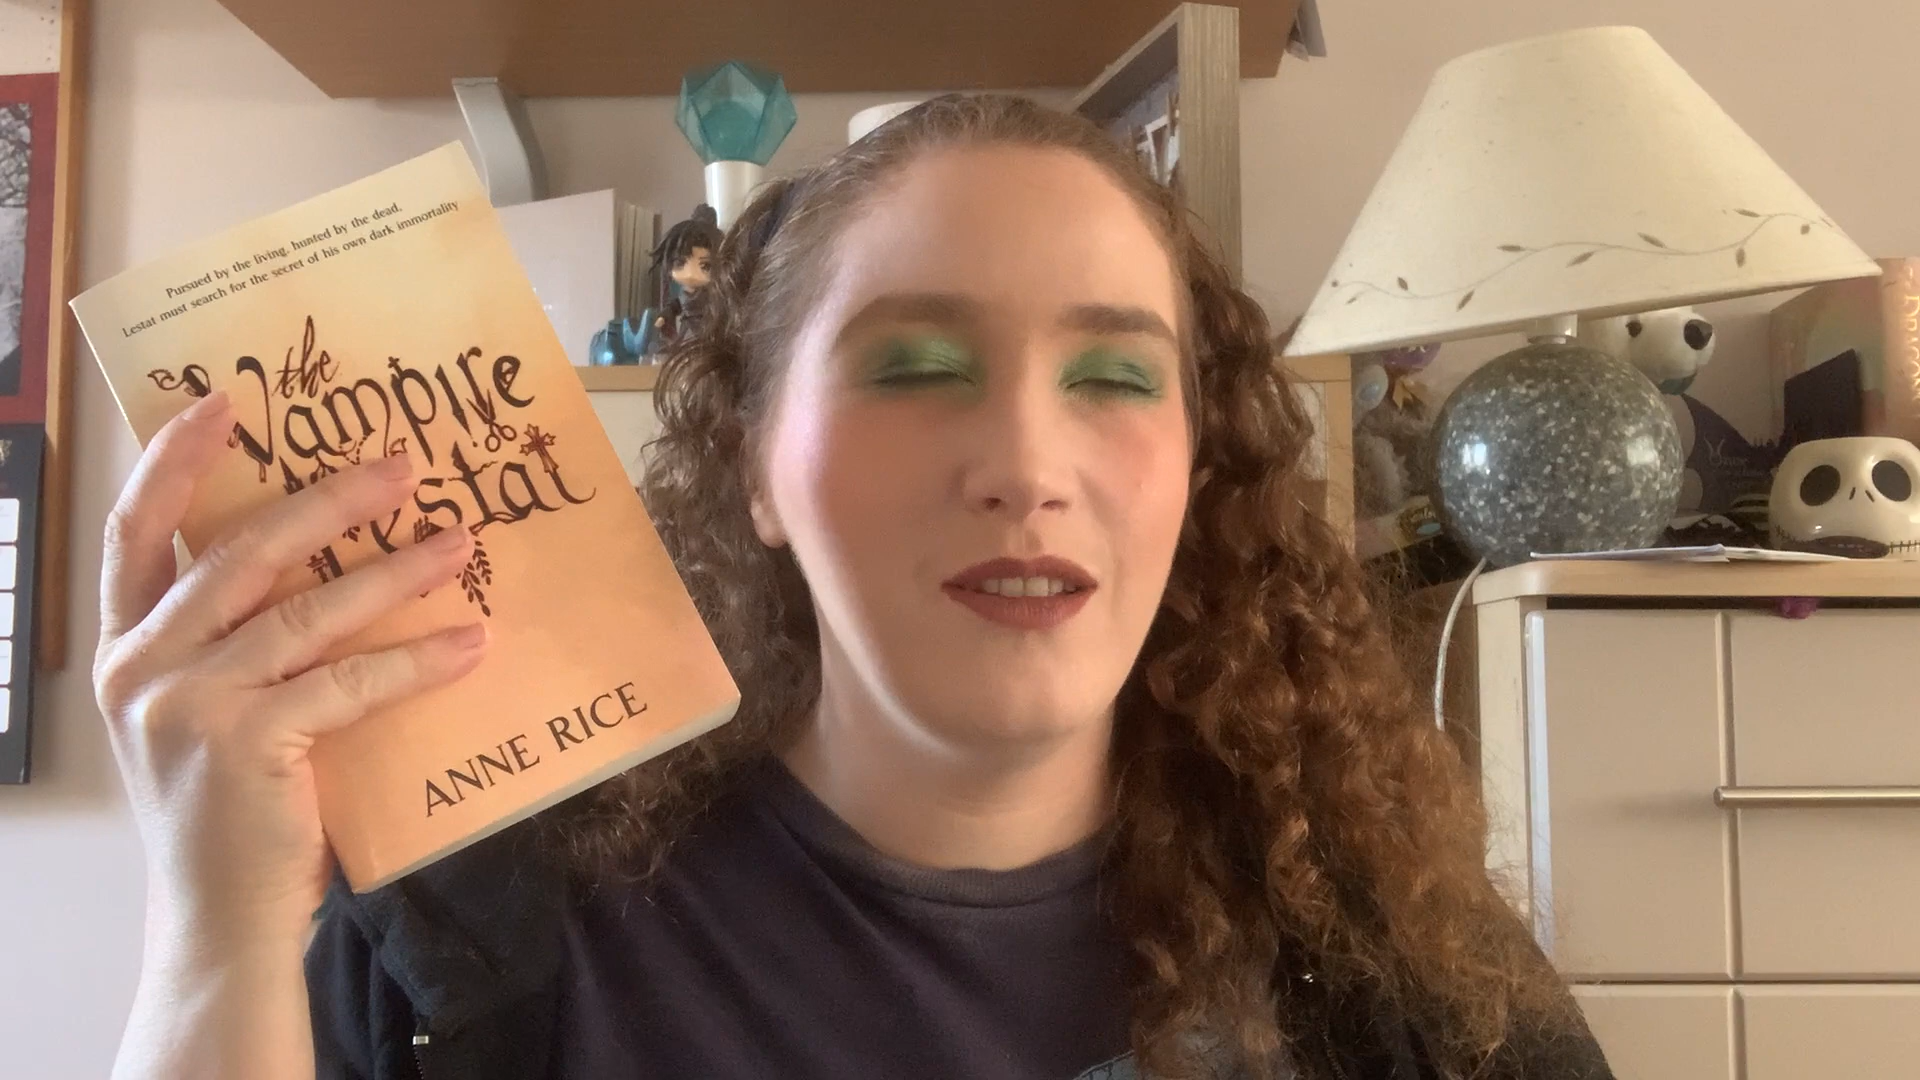 Pursued by the living, hunted by the dead,
Lestat must search for the secret of his own dark immortality
the
Vampire
Lestat
ANNE RICE